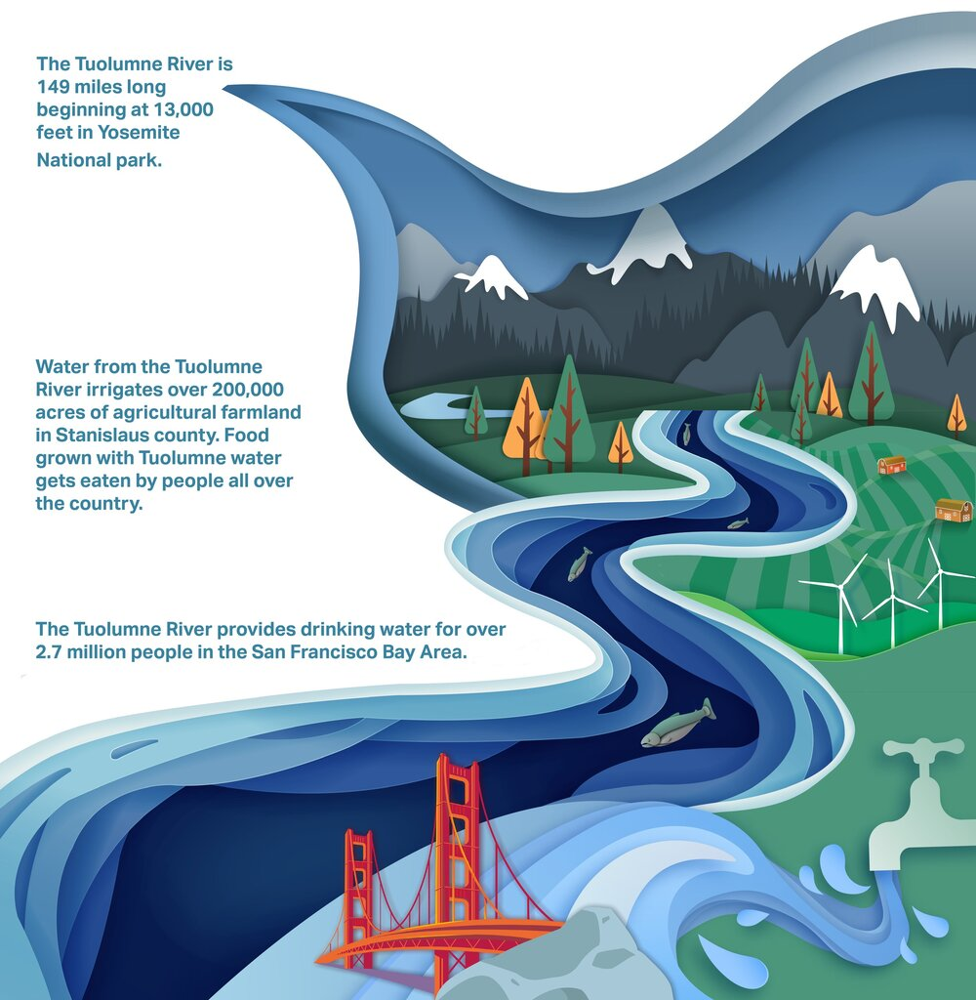 The Tuolumne River is
149 miles long
beginning at 13,000
feet in Yosemite
National park.
Water from the Tuolumne
River irrigates over 200,000
acres of agricultural farmland
in Stanislaus county. Food
grown with Tuolumne water
gets eaten by people all over
the country.
The Tuolumne River provides drinking water for over
2.7 million people in the San Francisco Bay Area.